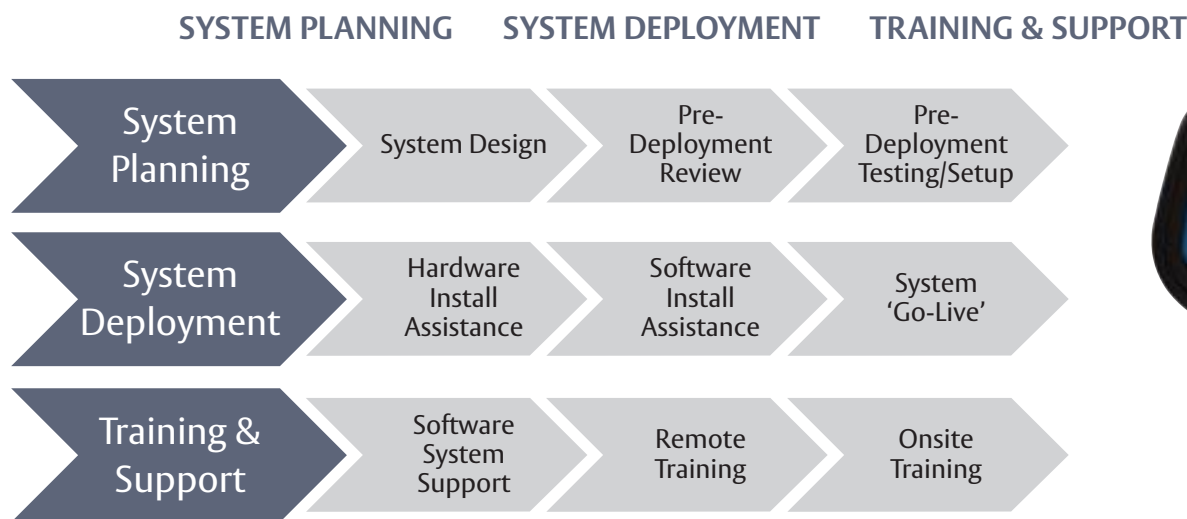 SYSTEM PLANNING SYSTEM DEPLOYMENT TRAINING & SUPPORT
System
Planning
System Design
Pre-
Deployment
Review
Pre-
Deployment
Testing/Setup
System
Deployment
Hardware
Install
Assistance
Software
Install
Assistance
System
‘Go-Live’
Training &
Support
Software
System
Support
Remote
Training
Onsite
Training